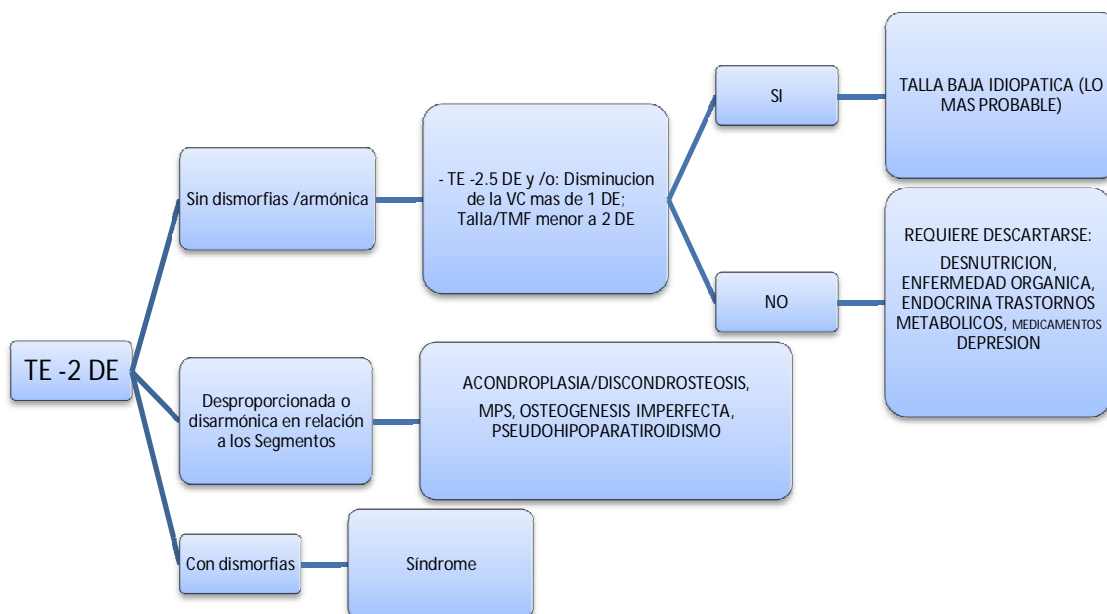 TE -2 DE
Sin dismorfias /armónica
- TE -2.5 DE y /o: Disminucion
de la VC mas de 1 DE;
Talla/TMF menor a 2 DE
SI
TALLA BAJA IDIOPATICA (LO
MAS PROBABLE)
NO
REQUIERE DESCARTARSE:
DESNUTRICION,
ENFERMEDAD ORGANICA,
ENDOCRINA TRASTORNOS
METABOLICOS, MEDICAMENTOS
DEPRESION
Desproporcionada o
disarmónica en relación
a los Segmentos
ACONDROPLASIA/DISCONDROSTEOSIS,
MPS, OSTEOGENESIS IMPERFECTA,
PSEUDOHIPOPARATIROIDISMO
Con dismorfias
Síndrome